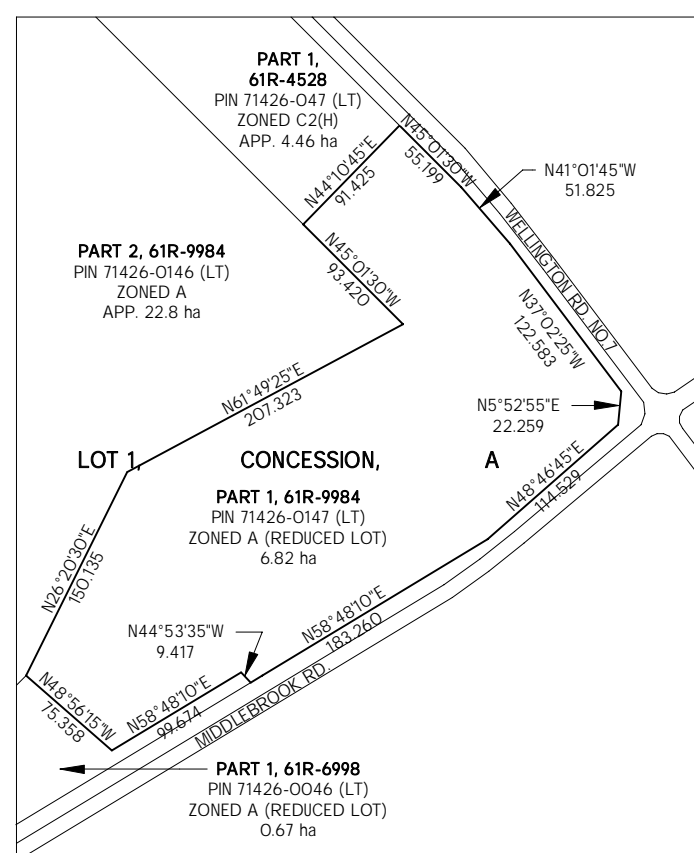 PART 1,
61R-4528
PIN 71426-047 (LT)
ZONED C2(H)
APP. 4.46 ha
N45°01'30"W
55.199
N44°10'45"E
91.425
N41°01'45"W
51.825
WELLINGTON RD. NO.7
PART 2, 61R-9984
PIN 71426-0146 (LT)
ZONED A
APP. 22.8 ha
N45°01'30"W
93.420
N37°02'25"W
122.583
N61°49'25"E
207.323
N5°52'55"E
22.259
LOT 1, CONCESSION, A
N48°46'45"E
114.529
PART 1, 61R-9984
PIN 71426-0147 (LT)
ZONED A (REDUCED LOT)
6.82 ha
N26°20'30"E
150.135
N44°53'35"W
9.417
N58°48'10"E
183.260
N48°56'15"W
75.358
N58°48'10"E
99.674
MIDDLEBROOK RD.
PART 1, 61R-6998
PIN 71426-0046 (LT)
ZONED A (REDUCED LOT)
0.67 ha